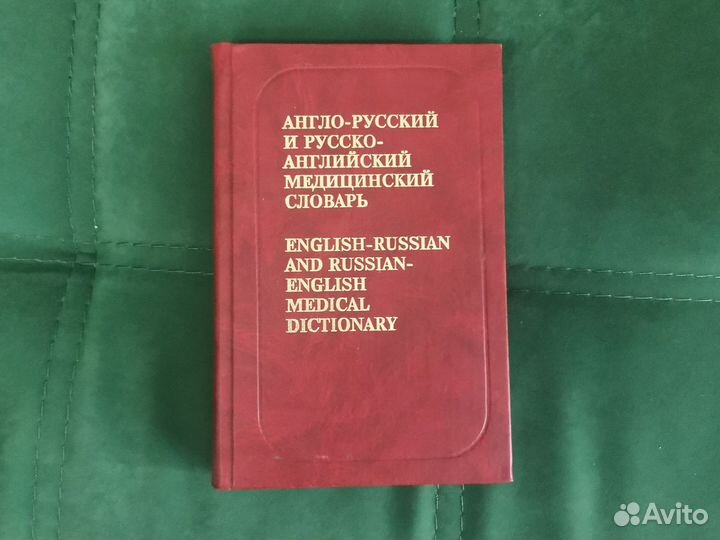 АНГЛО-РУССКИЙ
И РУССКО-
АНГЛИЙСКИЙ
МЕДИЦИНСКИЙ
СЛОВАРЬ
ENGLISH-RUSSIAN
AND RUSSIAN-
ENGLISH
MEDICAL
DICTIONARY
Avito